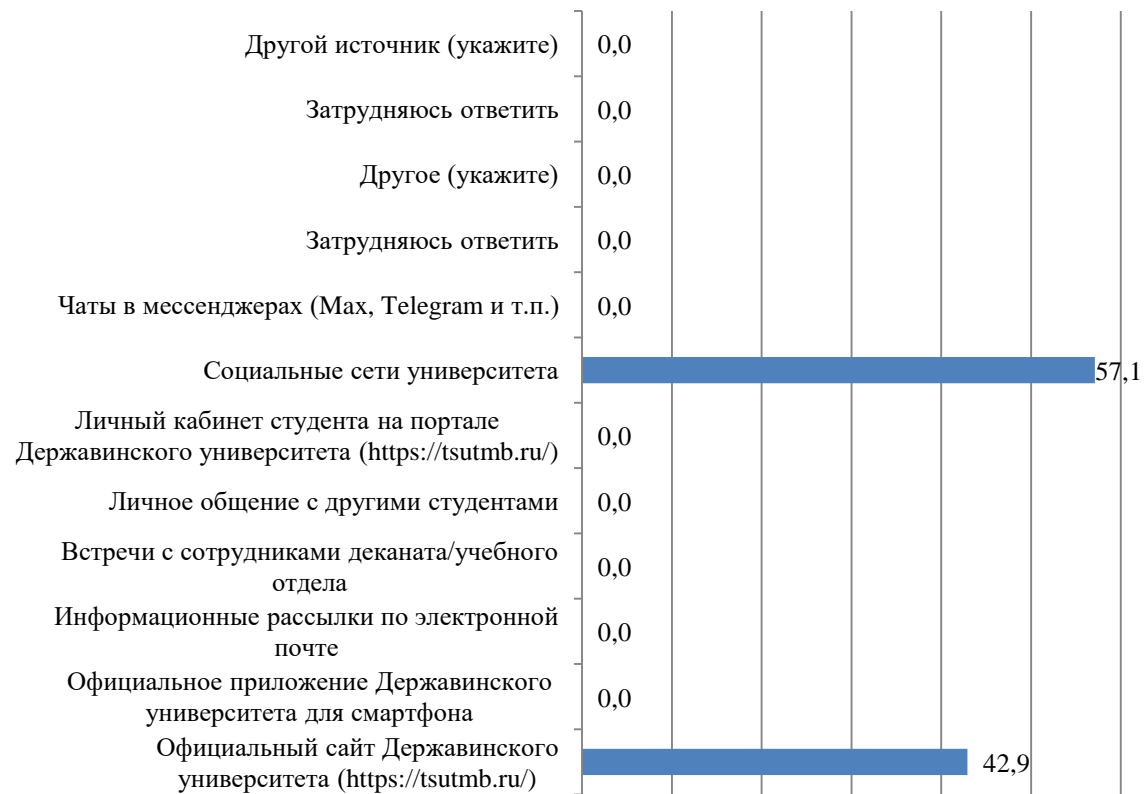 Другой источник (укажите) 0,0
Затрудняюсь ответить 0,0
Другое (укажите) 0,0
Затрудняюсь ответить 0,0
Чаты в мессенджерах (Max, Telegram и т.п.) 0,0
Социальные сети университета 57,1
Личный кабинет студента на портале
Державинского университета (https://tsutmb.ru/) 0,0
Личное общение с другими студентами 0,0
Встречи с сотрудниками деканата/учебного
отдела 0,0
Информационные рассылки по электронной
почте 0,0
Официальное приложение Державинского
университета для смартфона 0,0
Официальный сайт Державинского
университета (https://tsutmb.ru/) 42,9